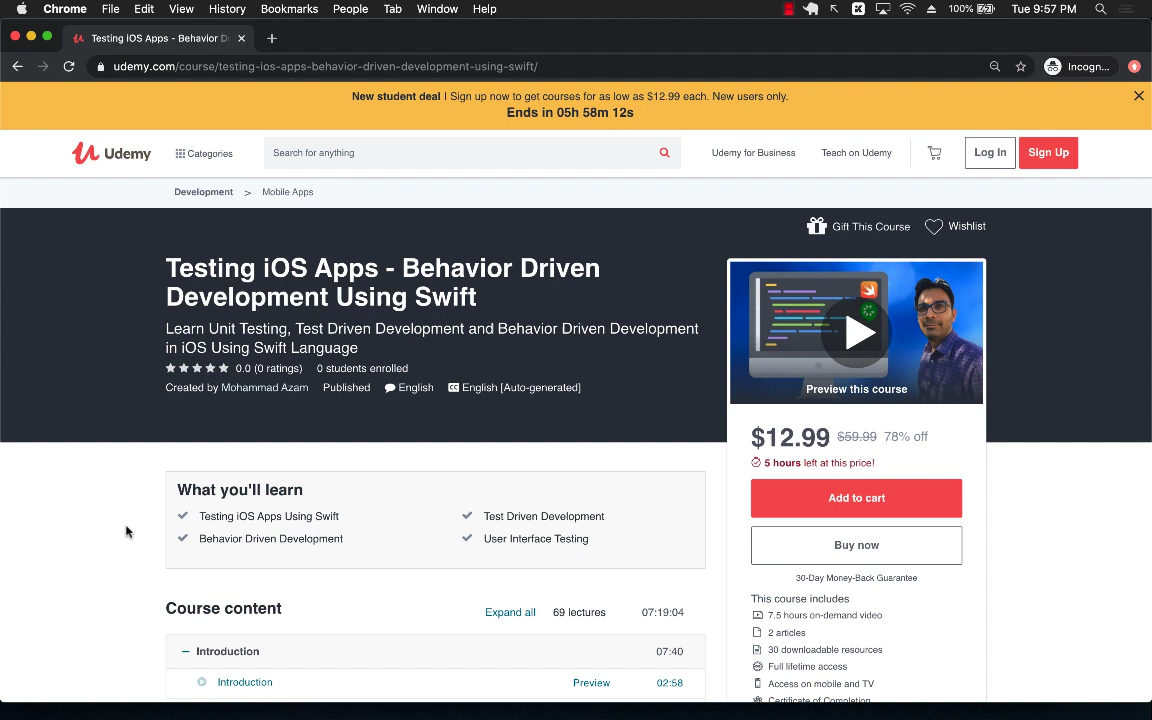 Chrome File Edit View History Bookmarks People Tab Window Help 100% Tue 9:57 PM
Testing iOS Apps - Behavior D
udemy.com/course/testing-ios-apps-behavior-driven-development-using-swift/ Incogn...
New student deal | Sign up now to get courses for as low as $12.99 each. New users only.
Ends in 05h 58m 12s
Udemy Categories Search for anything Udemy for Business Teach on Udemy Log In Sign Up
Development > Mobile Apps
Gift This Course Wishlist
Testing iOS Apps - Behavior Driven
Development Using Swift
Learn Unit Testing, Test Driven Development and Behavior Driven Development
in iOS Using Swift Language
0.0 (0 ratings) 0 students enrolled
Created by Mohammad Azam Published English CC English [Auto-generated]
Preview this course
$12.99 $59.99 78% off
5 hours left at this price!
Add to cart
Buy now
30-Day Money-Back Guarantee
This course includes
7.5 hours on-demand video
2 articles
30 downloadable resources
Full lifetime access
Access on mobile and TV
Certificate of Completion
What you'll learn
Testing iOS Apps Using Swift
Test Driven Development
Behavior Driven Development
User Interface Testing
Course content Expand all 69 lectures 07:19:04
Introduction 07:40
Introduction Preview 02:58